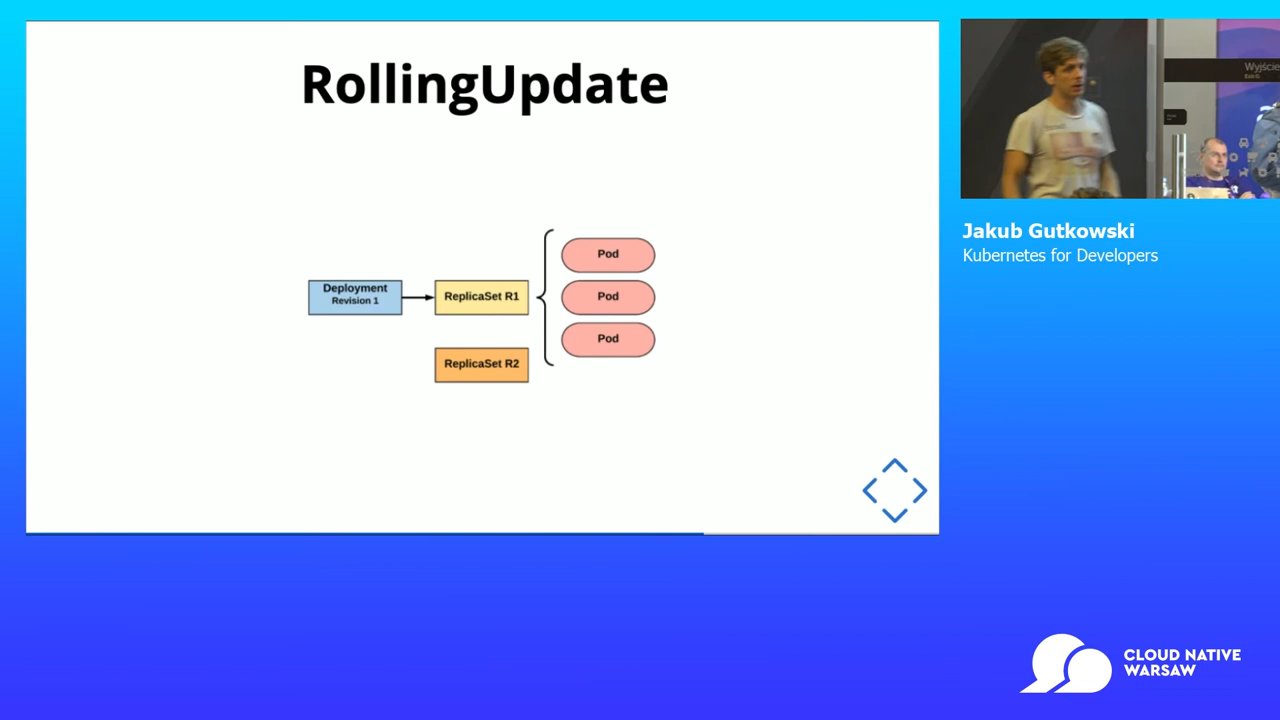 RollingUpdate
Deployment
Revision 1
ReplicaSet R1
ReplicaSet R2
Pod
Pod
Pod
Wyjście
Jakub Gutkowski
Kubernetes for Developers
CLOUD NATIVE
WARSAW